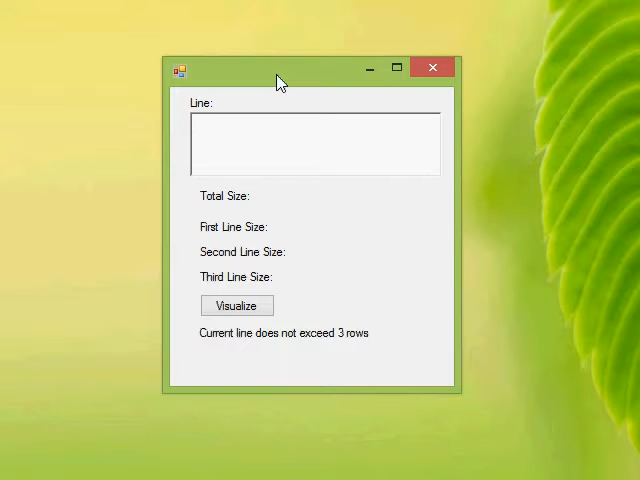 Line:
Total Size:
First Line Size:
Second Line Size:
Third Line Size:
Visualize
Current line does not exceed 3 rows